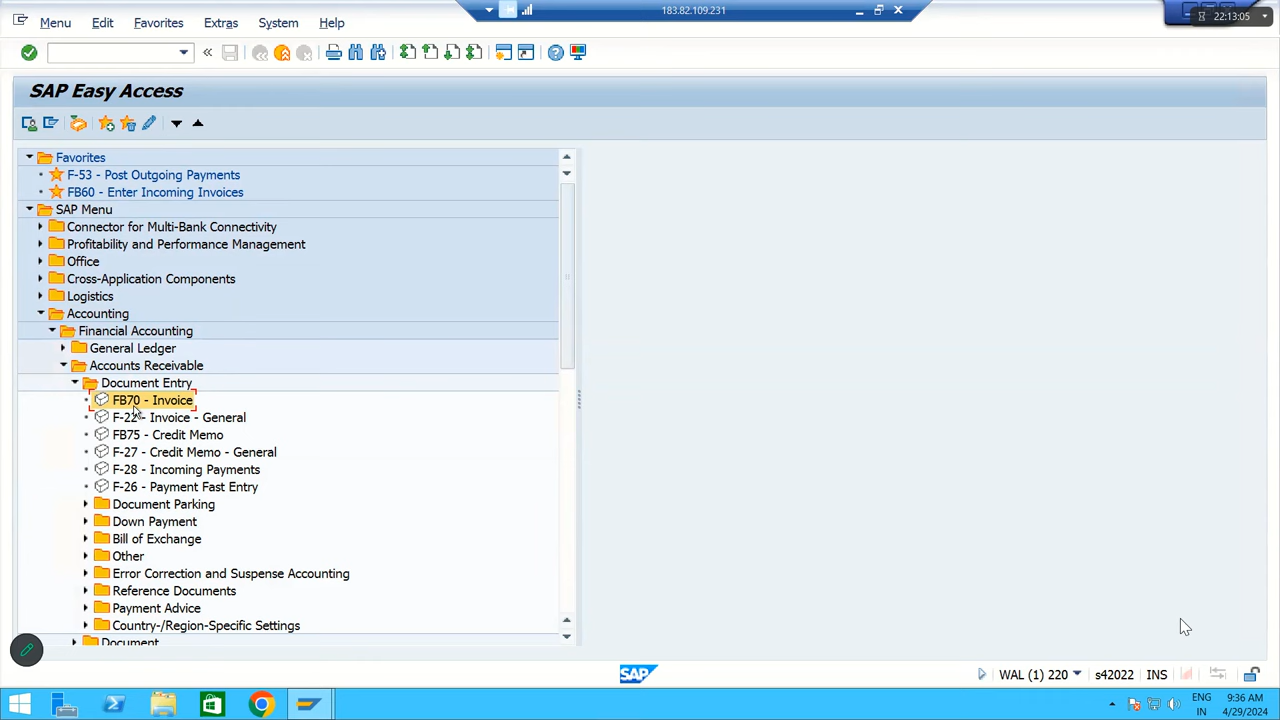 183.82.109.231
22:13:05
Menu Edit Favorites Extras System Help
SAP Easy Access
Favorites
F-53 - Post Outgoing Payments
FB60 - Enter Incoming Invoices
SAP Menu
Connector for Multi-Bank Connectivity
Profitability and Performance Management
Office
Cross-Application Components
Logistics
Accounting
Financial Accounting
General Ledger
Accounts Receivable
Document Entry
FB70 - Invoice
F-22 - Invoice - General
FB75 - Credit Memo
F-27 - Credit Memo - General
F-28 - Incoming Payments
F-26 - Payment Fast Entry
Document Parking
Down Payment
Bill of Exchange
Other
Error Correction and Suspense Accounting
Reference Documents
Payment Advice
Country-/Region-Specific Settings
Document
SAP
WAL (1) 220 s42022 INS
ENG 9:36 AM
IN 4/29/2024